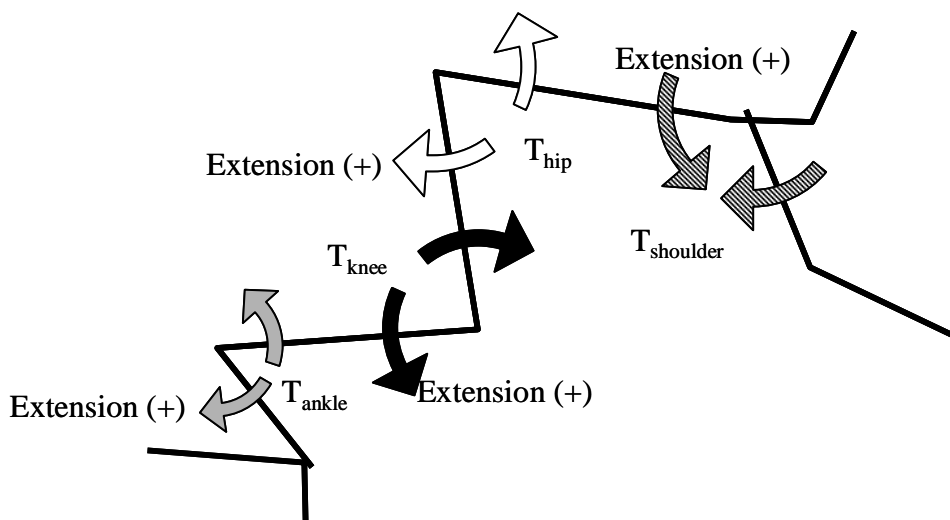 Extension (+)
Extension (+)
T_hip
T_shoulder
T_knee
Extension (+)
T_ankle
Extension (+)